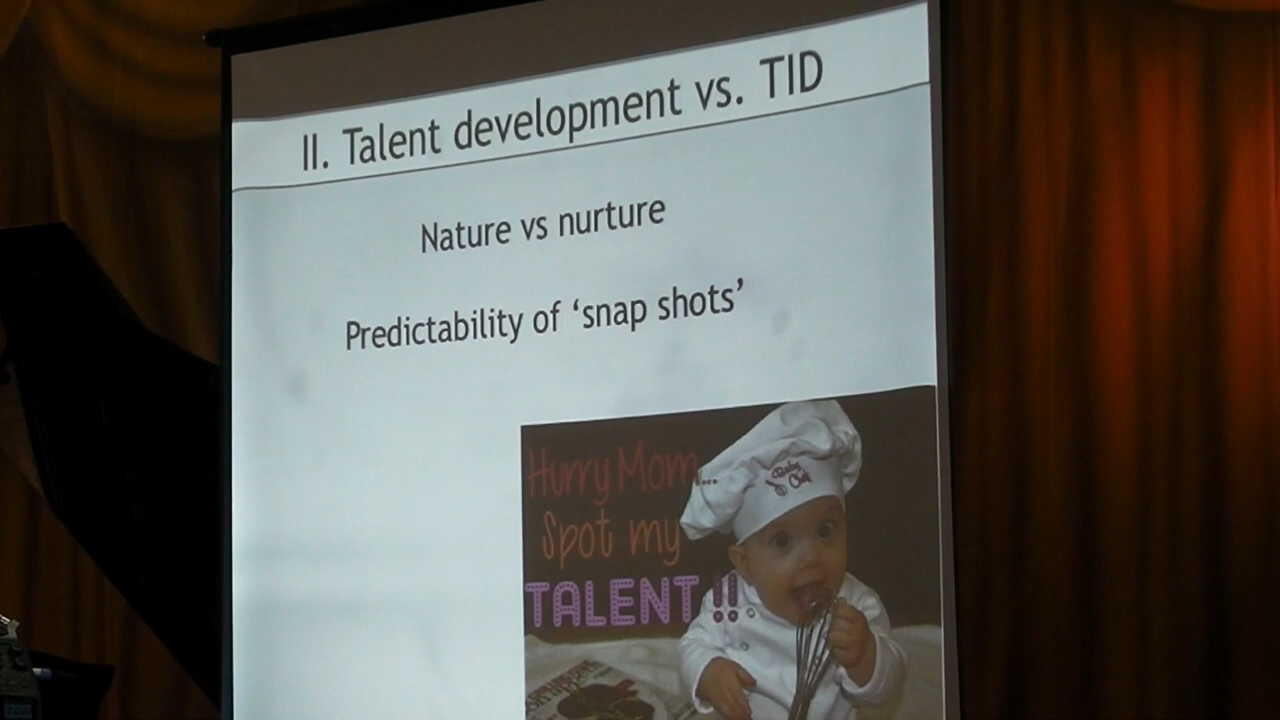 II. Talent development vs. TID
Nature vs nurture
Predictability of ‘snap shots’
Hurry Mom...
Spot my
TALENT!!
Baby
Chef